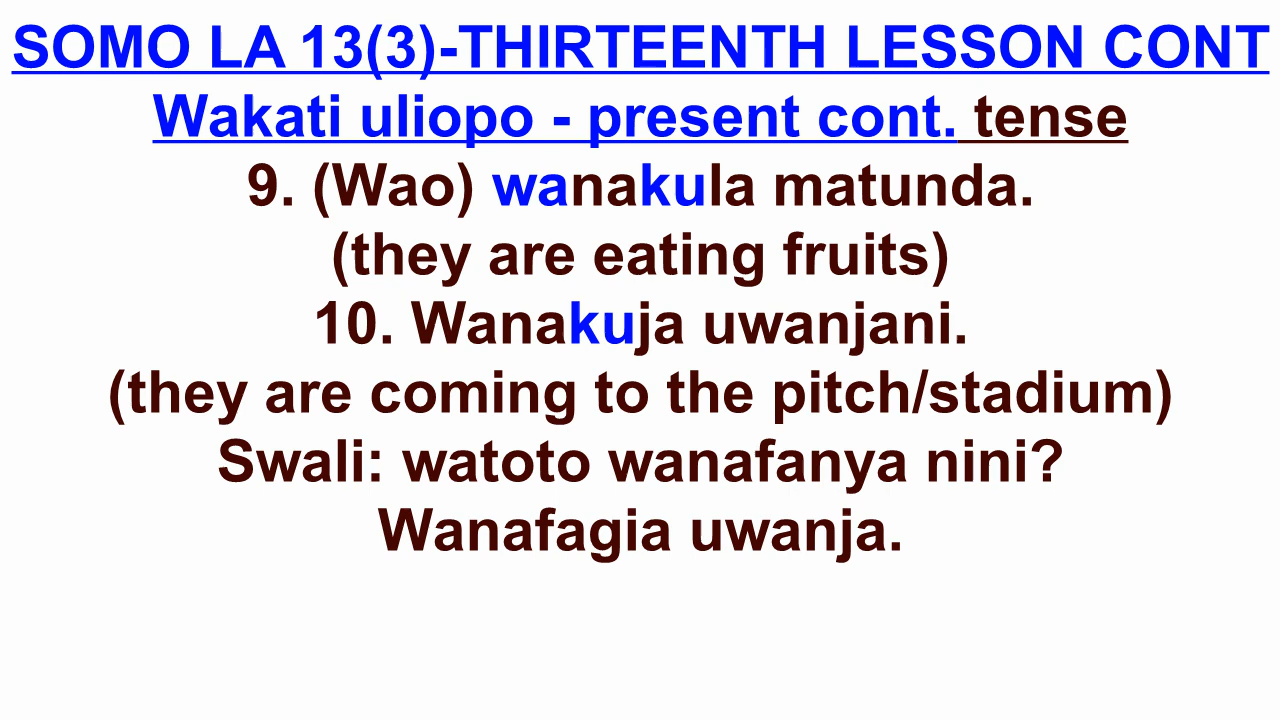 SOMO LA 13(3)-THIRTEENTH LESSON CONT
Wakati uliopo - present cont. tense
9. (Wao) wanakula matunda.
(they are eating fruits)
10. Wanakuja uwanjani.
(they are coming to the pitch/stadium)
Swali: watoto wanafanya nini?
Wanafagia uwanja.